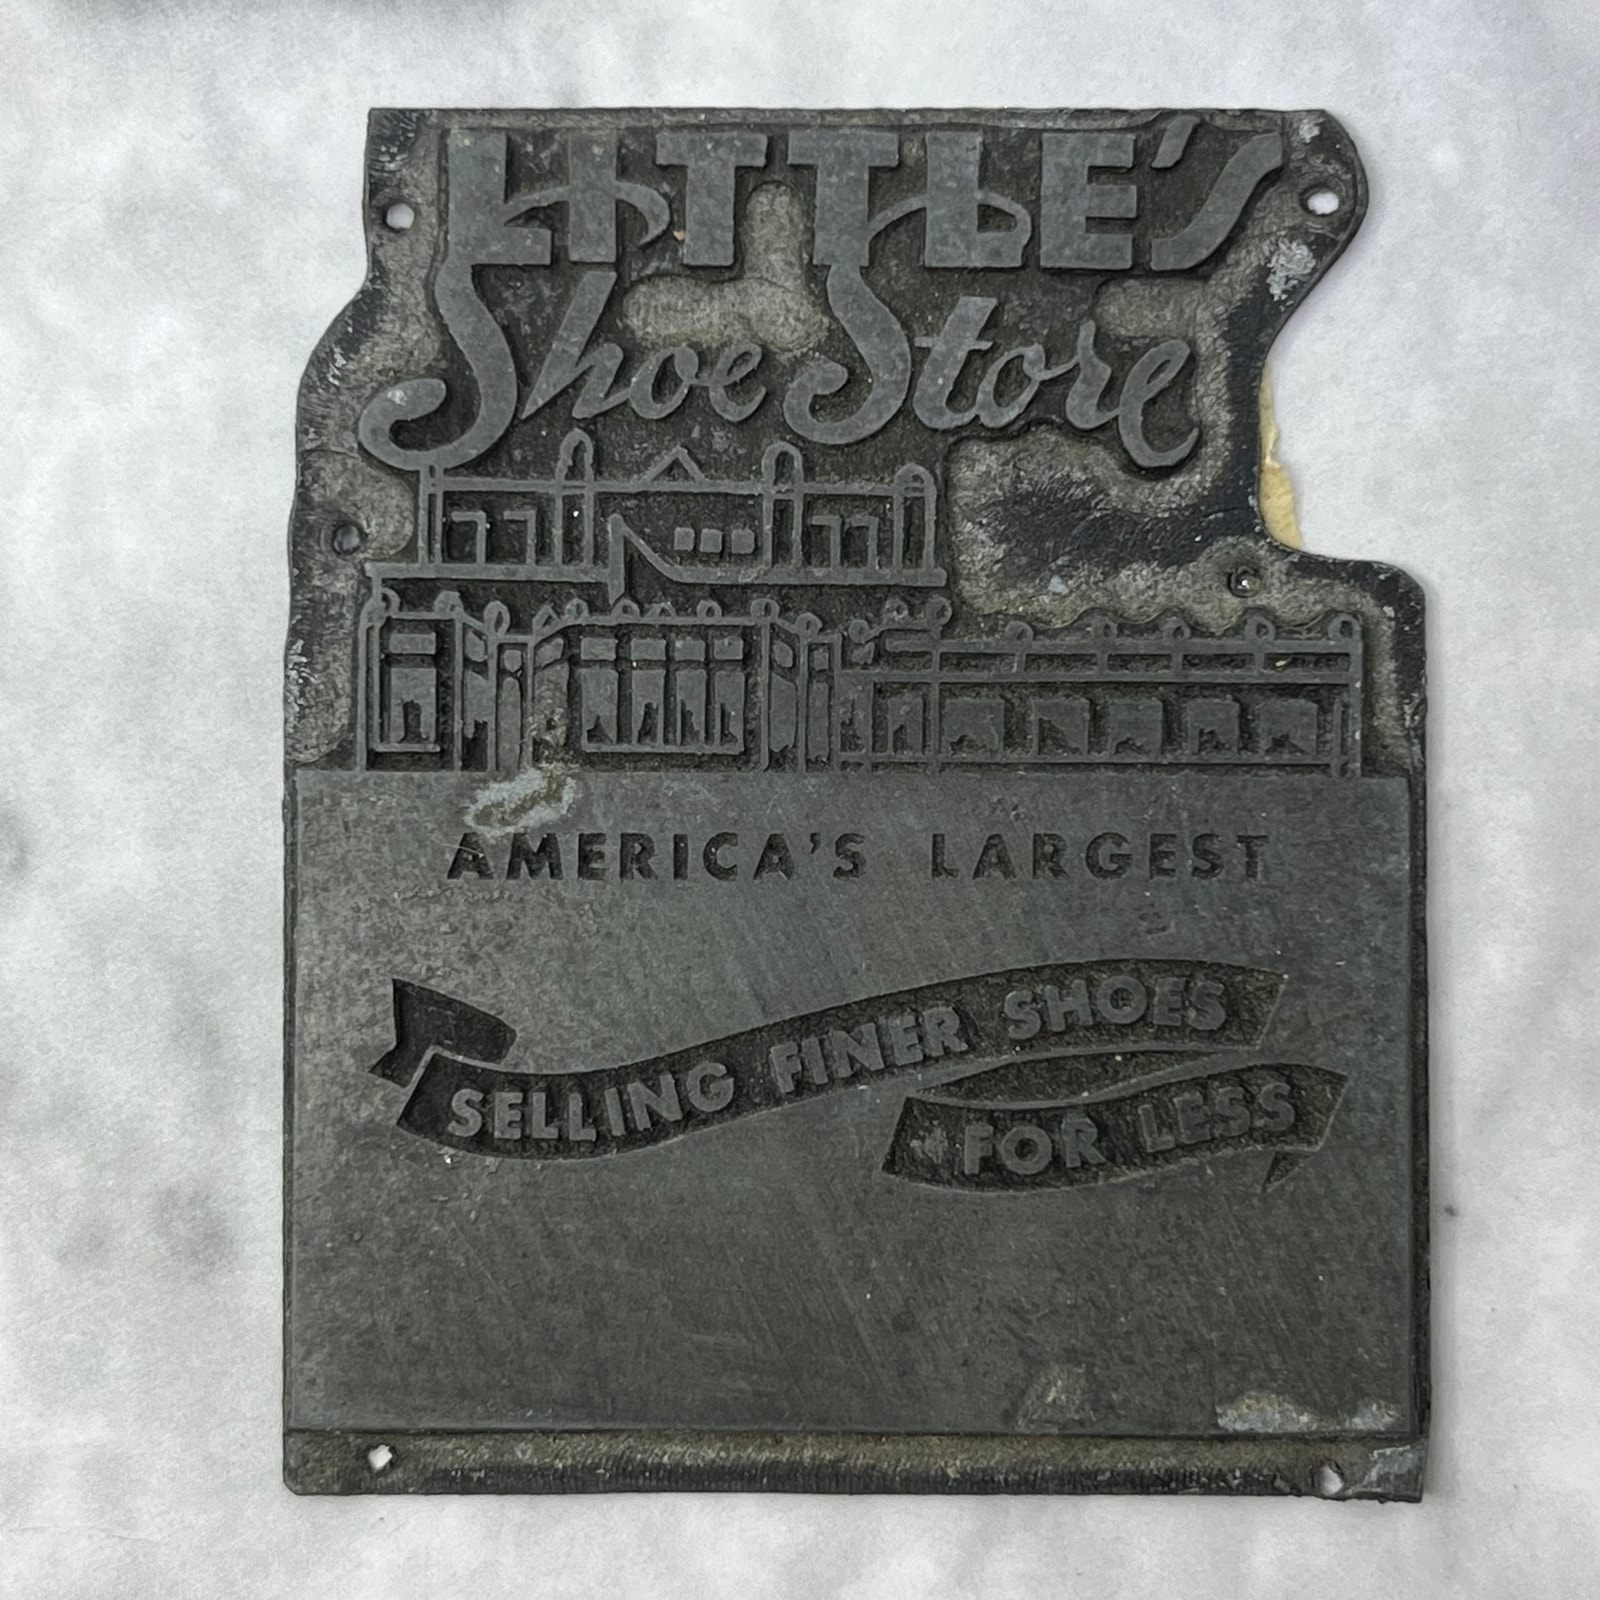 LITTLE'S
Shoe Store
AMERICA'S LARGEST
SELLING FINER SHOES
FOR LESS